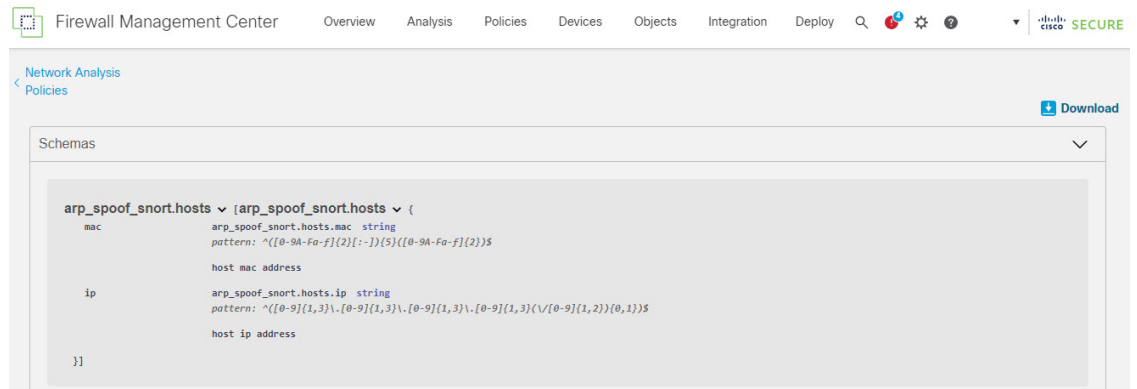 Firewall Management Center Overview Analysis Policies Devices Objects Integration Deploy 4 ? cisco SECURE
Network Analysis
Policies
Download
Schemas
arp_spoof_snort.hosts [arp_spoof_snort.hosts {
mac arp_spoof_snort.hosts.mac string
pattern: ^([0-9A-Fa-f]{2}[:-]){5}([0-9A-Fa-f]{2})$
host mac address
ip arp_spoof_snort.hosts.ip string
pattern: ^([0-9]{1,3}\.[0-9]{1,3}\.[0-9]{1,3}\.[0-9]{1,3}(\/[0-9]{1,2}){0,1})$
host ip address
}]